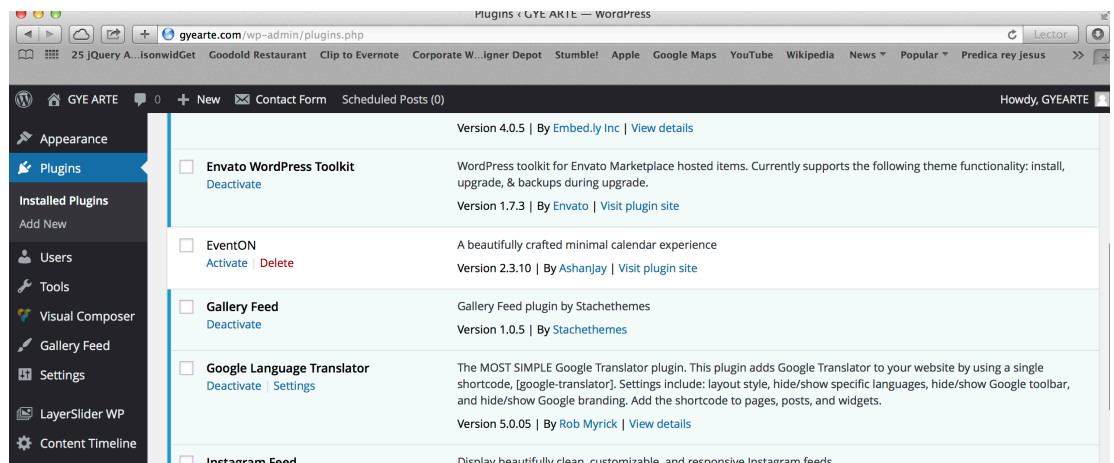 Plugins ‹ GYE ARTE — WordPress
gyearte.com/wp-admin/plugins.php
Lector
25 jQuery A...isonwidGet Goodold Restaurant Clip to Evernote Corporate W...igner Depot Stumble! Apple Google Maps YouTube Wikipedia News Popular Predica rey jesus
GYE ARTE 0 + New Contact Form Scheduled Posts (0) Howdy, GYEARTE
Appearance
Plugins
Installed Plugins
Add New
Users
Tools
Visual Composer
Gallery Feed
Settings
LayerSlider WP
Content Timeline
Version 4.0.5 | By Embed.ly Inc | View details
Envato WordPress Toolkit
Deactivate
WordPress toolkit for Envato Marketplace hosted items. Currently supports the following theme functionality: install,
upgrade, & backups during upgrade.
Version 1.7.3 | By Envato | Visit plugin site
EventON
Activate | Delete
A beautifully crafted minimal calendar experience
Version 2.3.10 | By AshanJay | Visit plugin site
Gallery Feed
Deactivate
Gallery Feed plugin by Stachethemes
Version 1.0.5 | By Stachethemes
Google Language Translator
Deactivate | Settings
The MOST SIMPLE Google Translator plugin. This plugin adds Google Translator to your website by using a single
shortcode, [google-translator]. Settings include: layout style, hide/show specific languages, hide/show Google toolbar,
and hide/show Google branding. Add the shortcode to pages, posts, and widgets.
Version 5.0.05 | By Rob Myrick | View details
Instagram Feed
Display beautifully clean, customizable, and responsive Instagram feeds